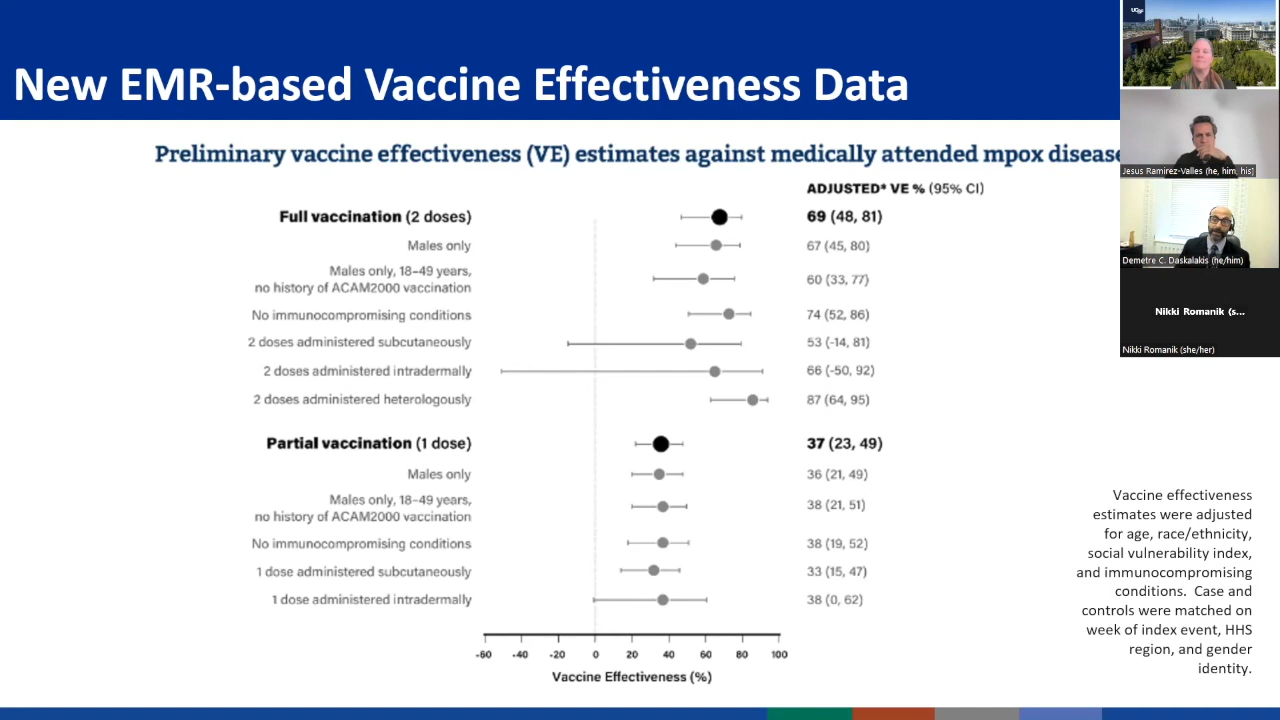 New EMR-based Vaccine Effectiveness Data
Preliminary vaccine effectiveness (VE) estimates against medically attended mpox disease
ADJUSTED* VE % (95% CI)
Full vaccination (2 doses) 69 (48, 81)
Males only 67 (45, 80)
Males only, 18–49 years,
no history of ACAM2000 vaccination 60 (33, 77)
No immunocompromising conditions 74 (52, 86)
2 doses administered subcutaneously 53 (-14, 81)
2 doses administered intradermally 66 (-50, 92)
2 doses administered heterologously 87 (64, 95)
Partial vaccination (1 dose) 37 (23, 49)
Males only 36 (21, 49)
Males only, 18–49 years,
no history of ACAM2000 vaccination 38 (21, 51)
No immunocompromising conditions 38 (19, 52)
1 dose administered subcutaneously 33 (15, 47)
1 dose administered intradermally 38 (0, 62)
-60 -40 -20 0 20 40 60 80 100
Vaccine Effectiveness (%)
Vaccine effectiveness
estimates were adjusted
for age, race/ethnicity,
social vulnerability index,
and immunocompromising
conditions. Case and
controls were matched on
week of index event, HHS
region, and gender
identity.
UCSF
Jesus Ramirez-Valles (he, him, his)
Demetre C. Daskalakis (he/him)
Nikki Romanik (s...
Nikki Romanik (she/her)